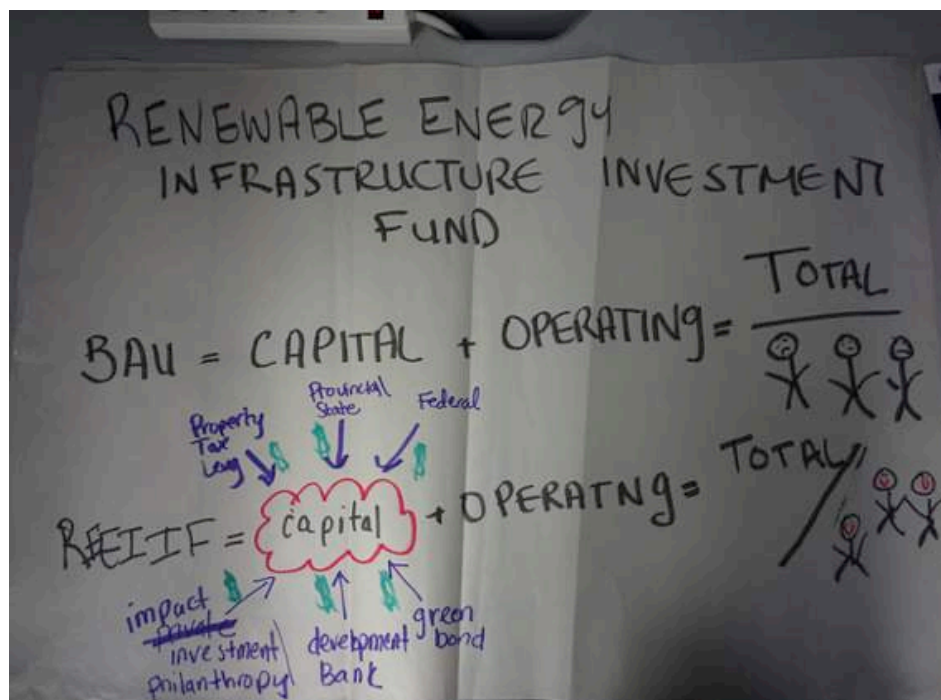 RENEWABLE ENERGY
INFRASTRUCTURE INVESTMENT
FUND
BAU = CAPITAL + OPERATING = TOTAL
Property
Tax
Levy
Provincial
State
Federal
REIIF = capital + OPERATNG = TOTAL
impact
private
investment
philanthropy
development
Bank
green
bond